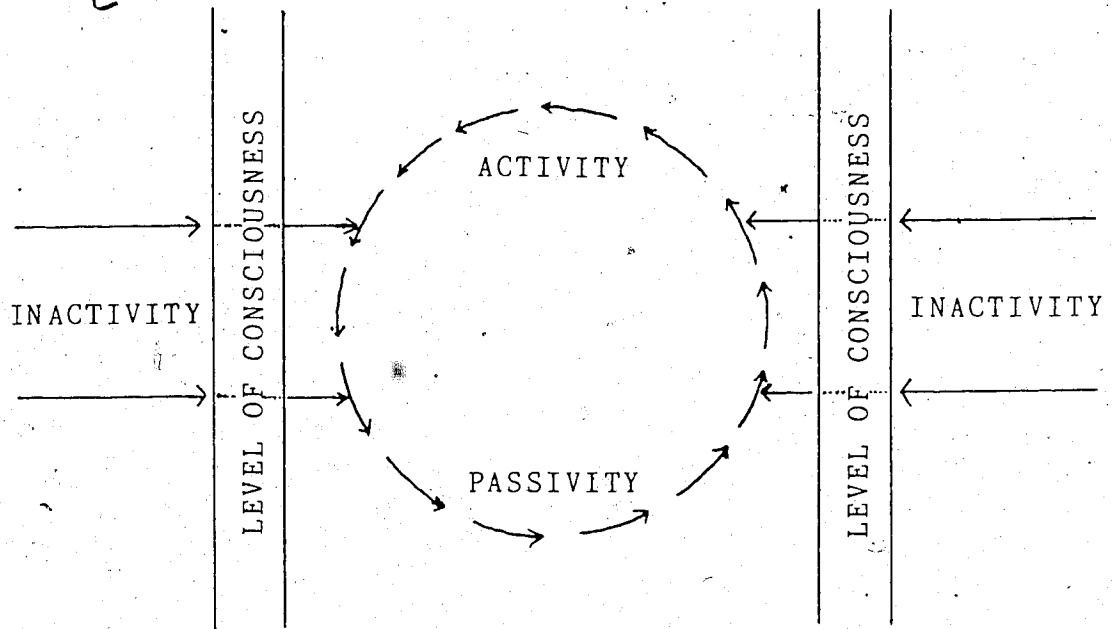 ACTIVITY
LEVEL OF CONSCIOUSNESS
LEVEL OF CONSCIOUSNESS
INACTIVITY
INACTIVITY
PASSIVITY